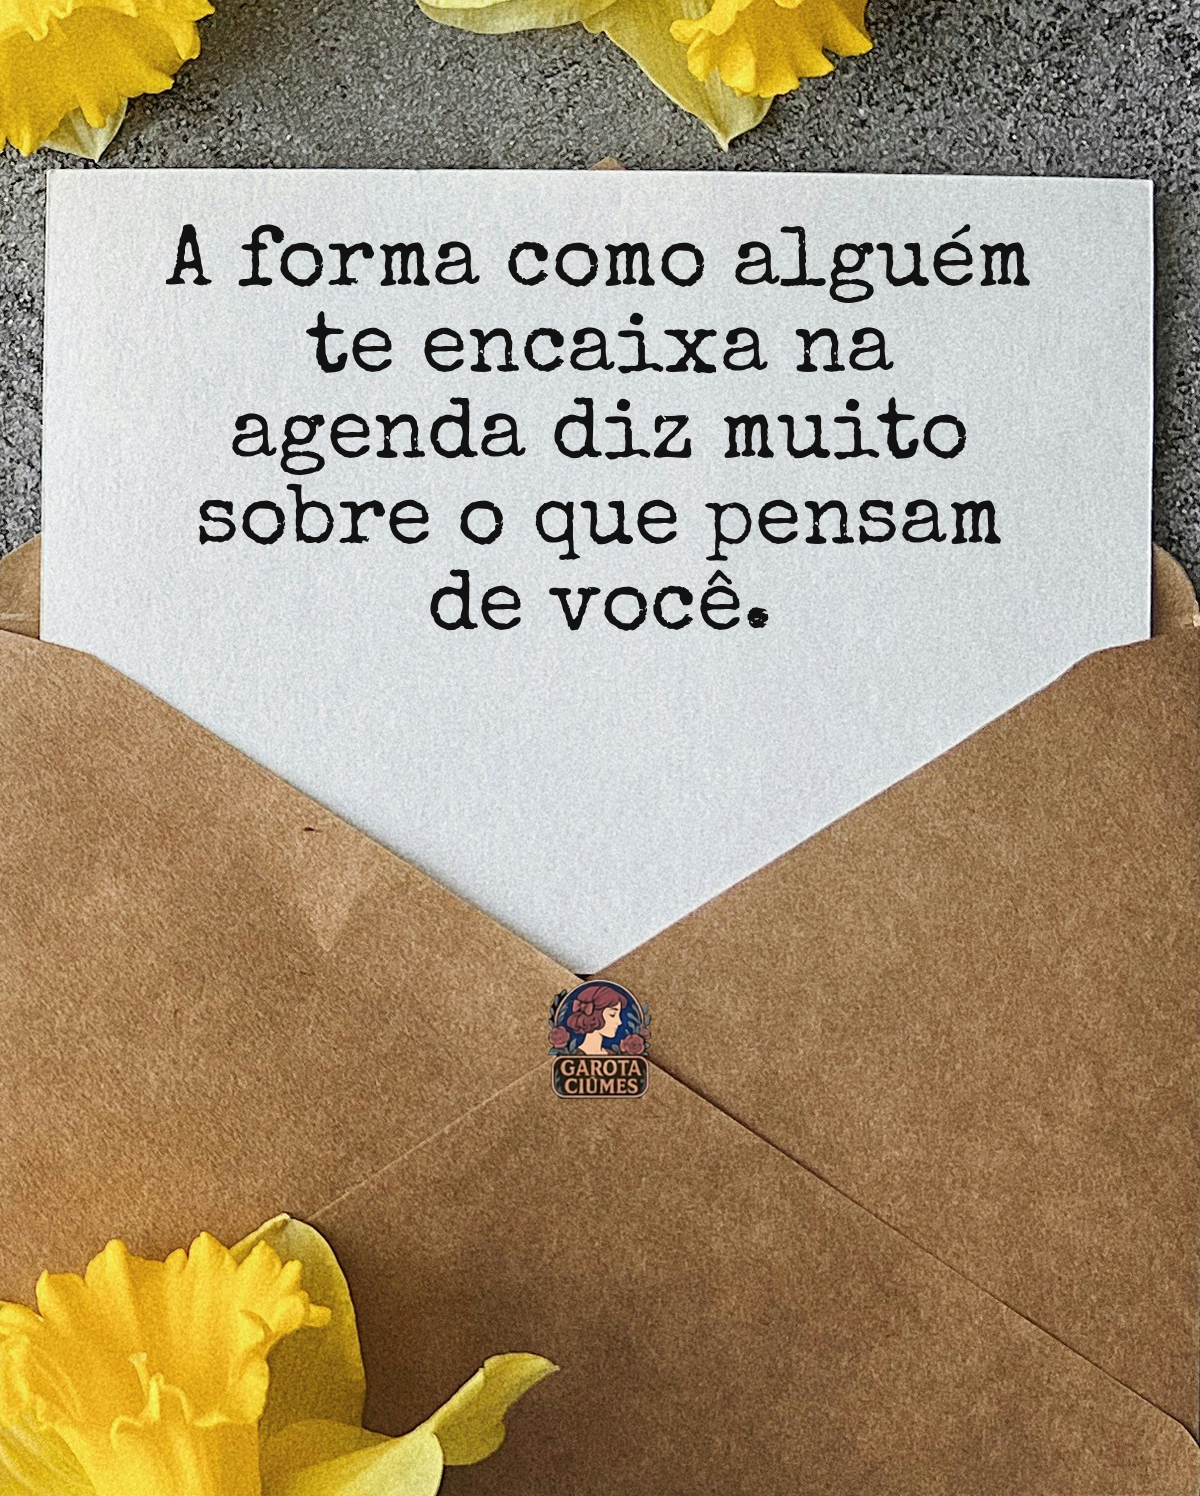 A forma como alguém
te encaixa na
agenda diz muito
sobre o que pensam
de você.
GAROTA
CIÚMES